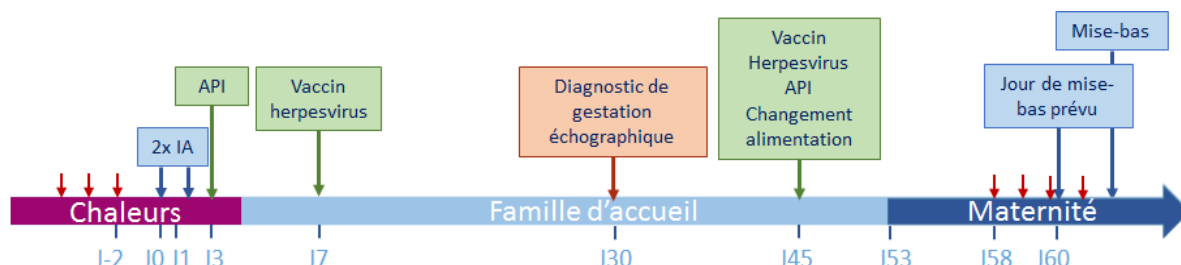 Mise-bas
API
Vaccin
herpesvirus
2x IA
Diagnostic de
gestation
échographique
Vaccin
Herpesvirus
API
Changement
alimentation
Jour de mise-
bas prévu
Chaleurs
Famille d'accueil
Maternité
J-2 J0 J1 J3 J7 J30 J45 J53 J58 J60